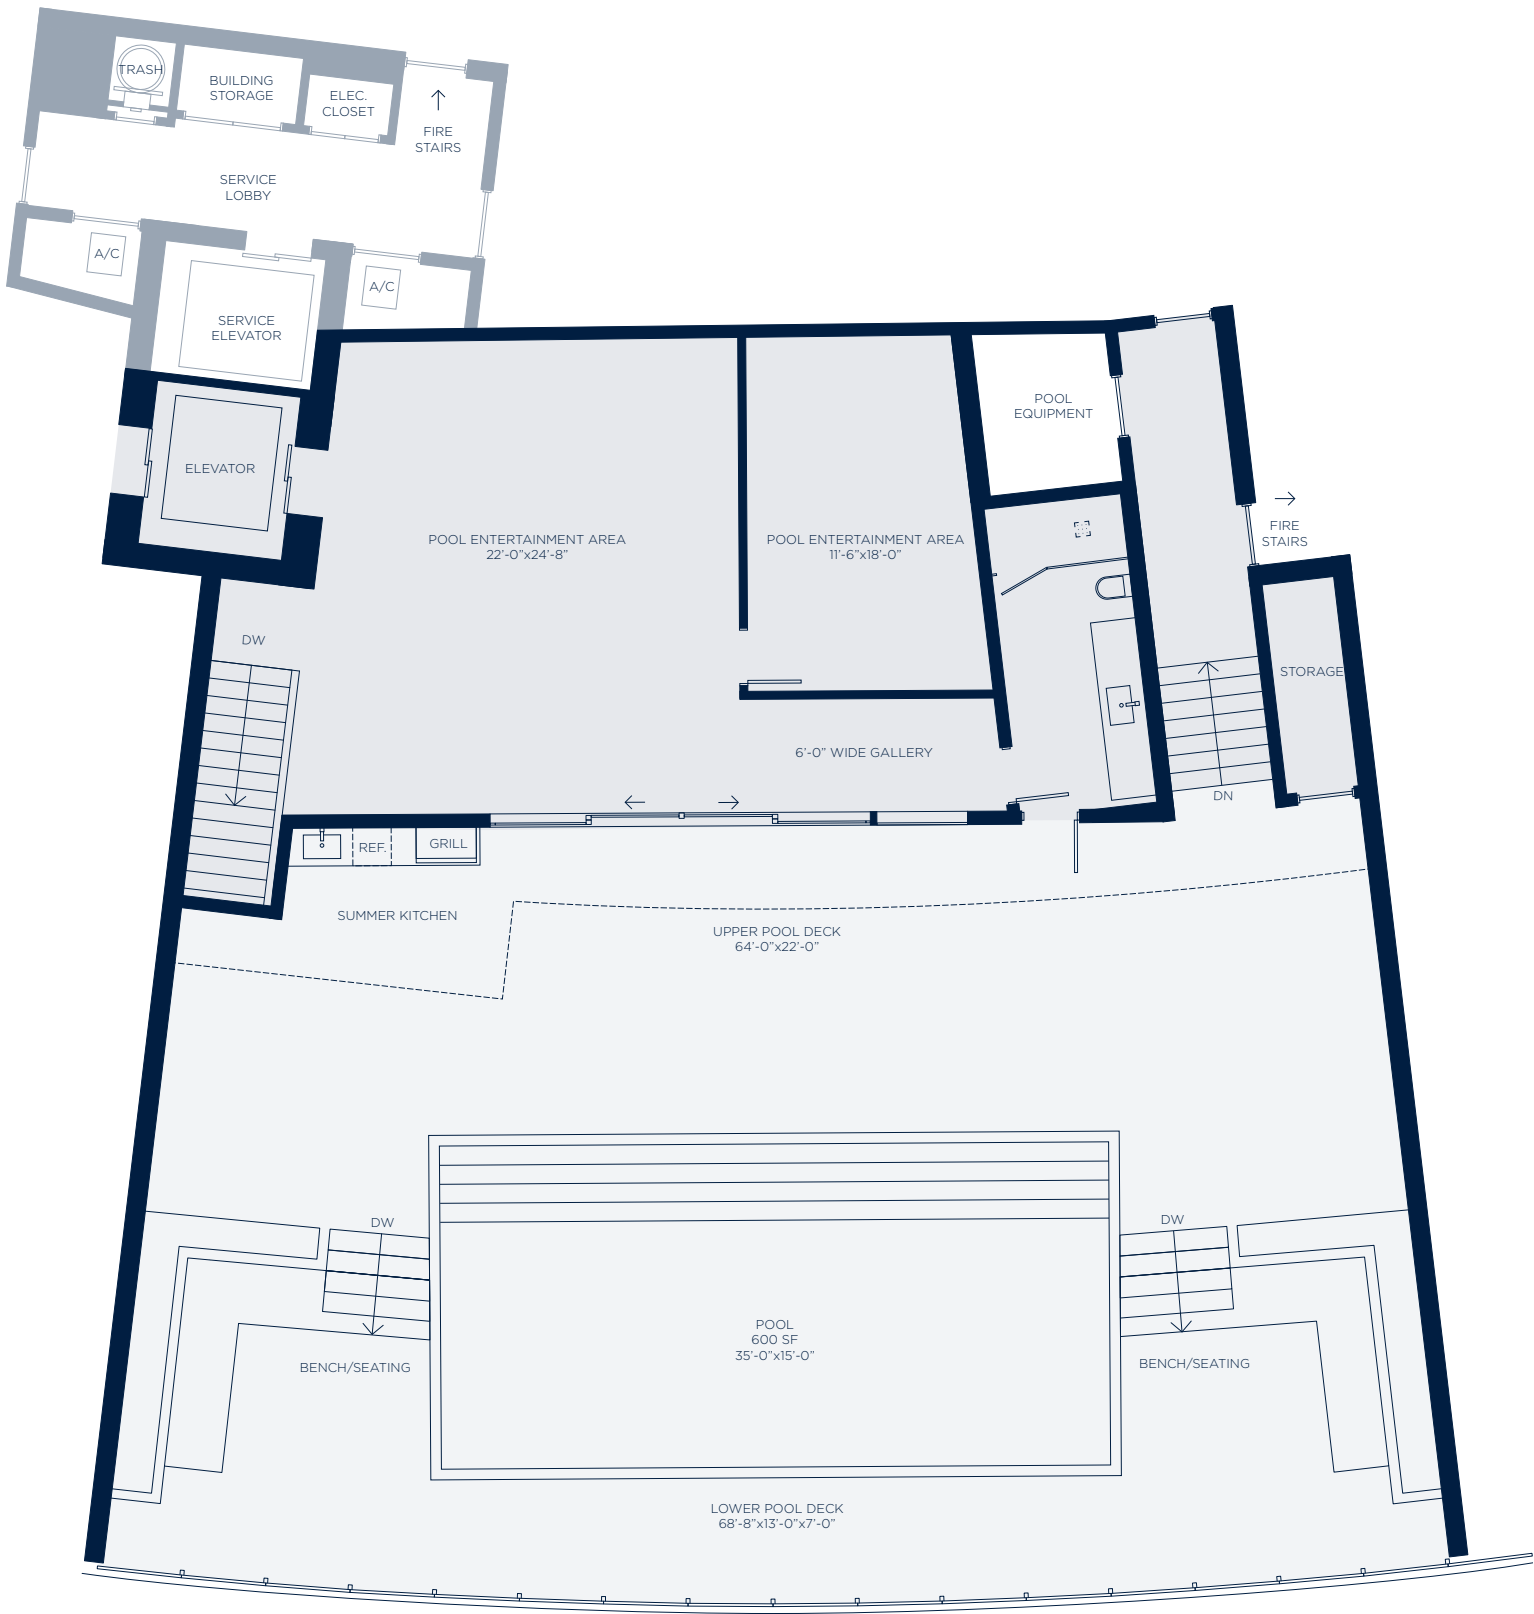 TRASH
BUILDING
STORAGE
ELEC.
CLOSET
FIRE
STAIRS
SERVICE
LOBBY
A/C
A/C
SERVICE
ELEVATOR
POOL
EQUIPMENT
ELEVATOR
FIRE
STAIRS
POOL ENTERTAINMENT AREA
22'-0"x24'-8"
POOL ENTERTAINMENT AREA
11'-6"x18'-0"
DW
STORAGE
6'-0" WIDE GALLERY
DN
REF.
GRILL
SUMMER KITCHEN
UPPER POOL DECK
64'-0"x22'-0"
DW
DW
POOL
600 SF
35'-0"x15'-0"
BENCH/SEATING
BENCH/SEATING
LOWER POOL DECK
68'-8"x13'-0"x7'-0"